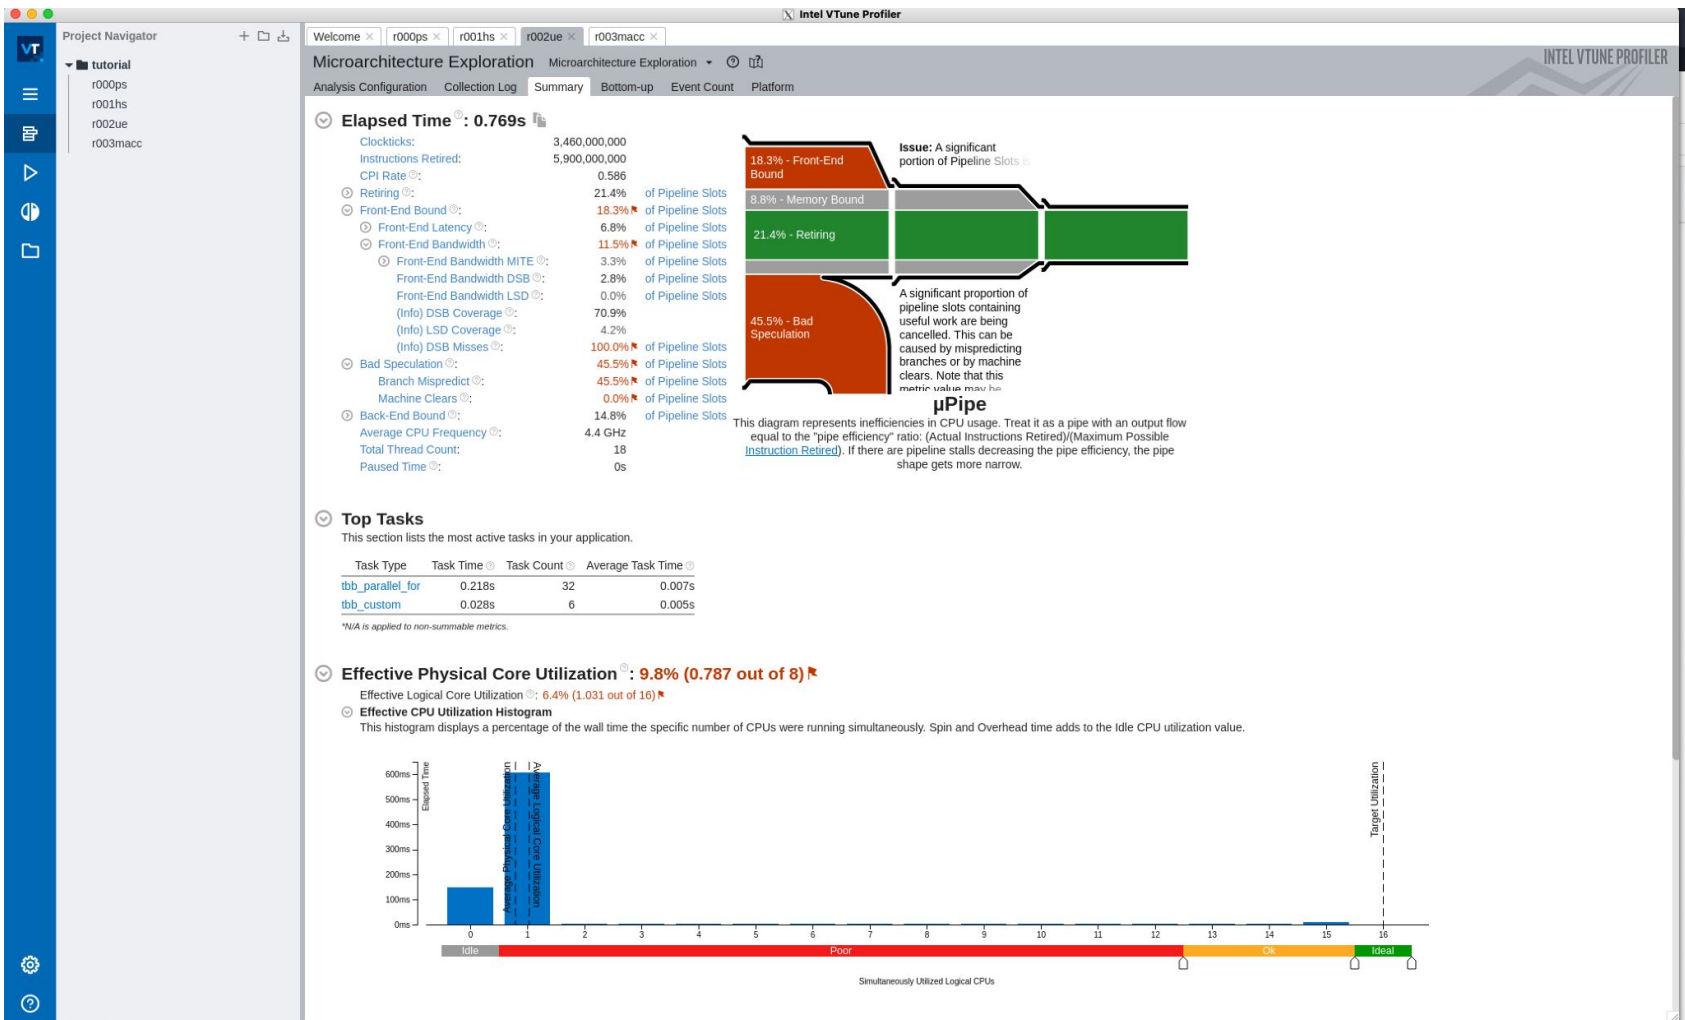 Intel VTune Profiler
VT
Project Navigator
tutorial
r000ps
r001hs
r002ue
r003macc
Welcome
r000ps
r001hs
r002ue
r003macc
Microarchitecture Exploration
Microarchitecture Exploration
INTEL VTUNE PROFILER
Analysis Configuration
Collection Log
Summary
Bottom-up
Event Count
Platform
Elapsed Time : 0.769s
Clockticks: 3,460,000,000
Instructions Retired: 5,900,000,000
CPI Rate : 0.586
Retiring : 21.4% of Pipeline Slots
Front-End Bound : 18.3% of Pipeline Slots
Front-End Latency : 6.8% of Pipeline Slots
Front-End Bandwidth : 11.5% of Pipeline Slots
Front-End Bandwidth MITE : 3.3% of Pipeline Slots
Front-End Bandwidth DSB : 2.8% of Pipeline Slots
Front-End Bandwidth LSD : 0.0% of Pipeline Slots
(Info) DSB Coverage : 70.9%
(Info) LSD Coverage : 4.2%
(Info) DSB Misses : 100.0% of Pipeline Slots
Bad Speculation : 45.5% of Pipeline Slots
Branch Mispredict : 45.5% of Pipeline Slots
Machine Clears : 0.0% of Pipeline Slots
Back-End Bound : 14.8% of Pipeline Slots
Average CPU Frequency : 4.4 GHz
Total Thread Count: 18
Paused Time : 0s
18.3% - Front-End
Bound
8.8% - Memory Bound
21.4% - Retiring
45.5% - Bad
Speculation
Issue: A significant
portion of Pipeline Slots is
A significant proportion of
pipeline slots containing
useful work are being
cancelled. This can be
caused by mispredicting
branches or by machine
clears. Note that this
metric value may be
µPipe
This diagram represents inefficiencies in CPU usage. Treat it as a pipe with an output flow
equal to the "pipe efficiency" ratio: (Actual Instructions Retired)/(Maximum Possible
Instruction Retired). If there are pipeline stalls decreasing the pipe efficiency, the pipe
shape gets more narrow.
Top Tasks
This section lists the most active tasks in your application.
Task Type Task Time Task Count Average Task Time
tbb_parallel_for 0.218s 32 0.007s
tbb_custom 0.028s 6 0.005s
*N/A is applied to non-summable metrics.
Effective Physical Core Utilization : 9.8% (0.787 out of 8)
Effective Logical Core Utilization : 6.4% (1.031 out of 16)
Effective CPU Utilization Histogram
This histogram displays a percentage of the wall time the specific number of CPUs were running simultaneously. Spin and Overhead time adds to the Idle CPU utilization value.
600ms
500ms
400ms
300ms
200ms
100ms
0ms
Elapsed Time
Average Physical Core Utilization
Average Logical Core Utilization
Target Utilization
0 1 2 3 4 5 6 7 8 9 10 11 12 13 14 15 16
Idle Poor Ok Ideal
Simultaneously Utilized Logical CPUs